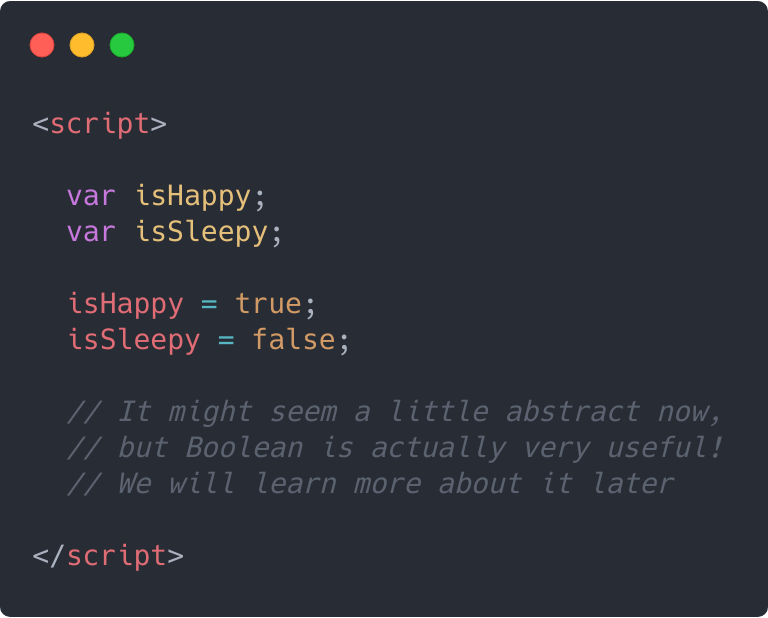 <script>
var isHappy;
var isSleepy;
isHappy = true;
isSleepy = false;
// It might seem a little abstract now,
// but Boolean is actually very useful!
// We will learn more about it later
</script>